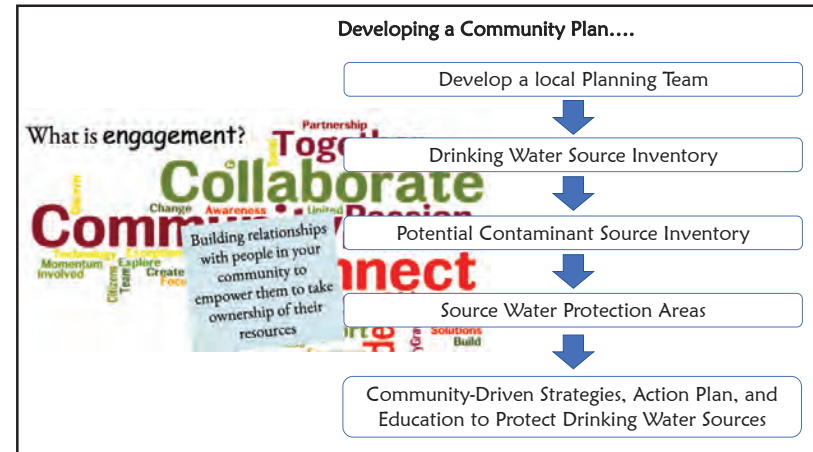 Developing a Community Plan....
Develop a local Planning Team
Drinking Water Source Inventory
Potential Contaminant Source Inventory
Source Water Protection Areas
Community-Driven Strategies, Action Plan, and
Education to Protect Drinking Water Sources
What is engagement?
Partnership
Collaborate
Change
Awareness
United
Momentum
Explore
Involved
Create
Citizens
Team
Solutions
Build
Building relationships
with people in your
community to
empower them to take
ownership of their
resources